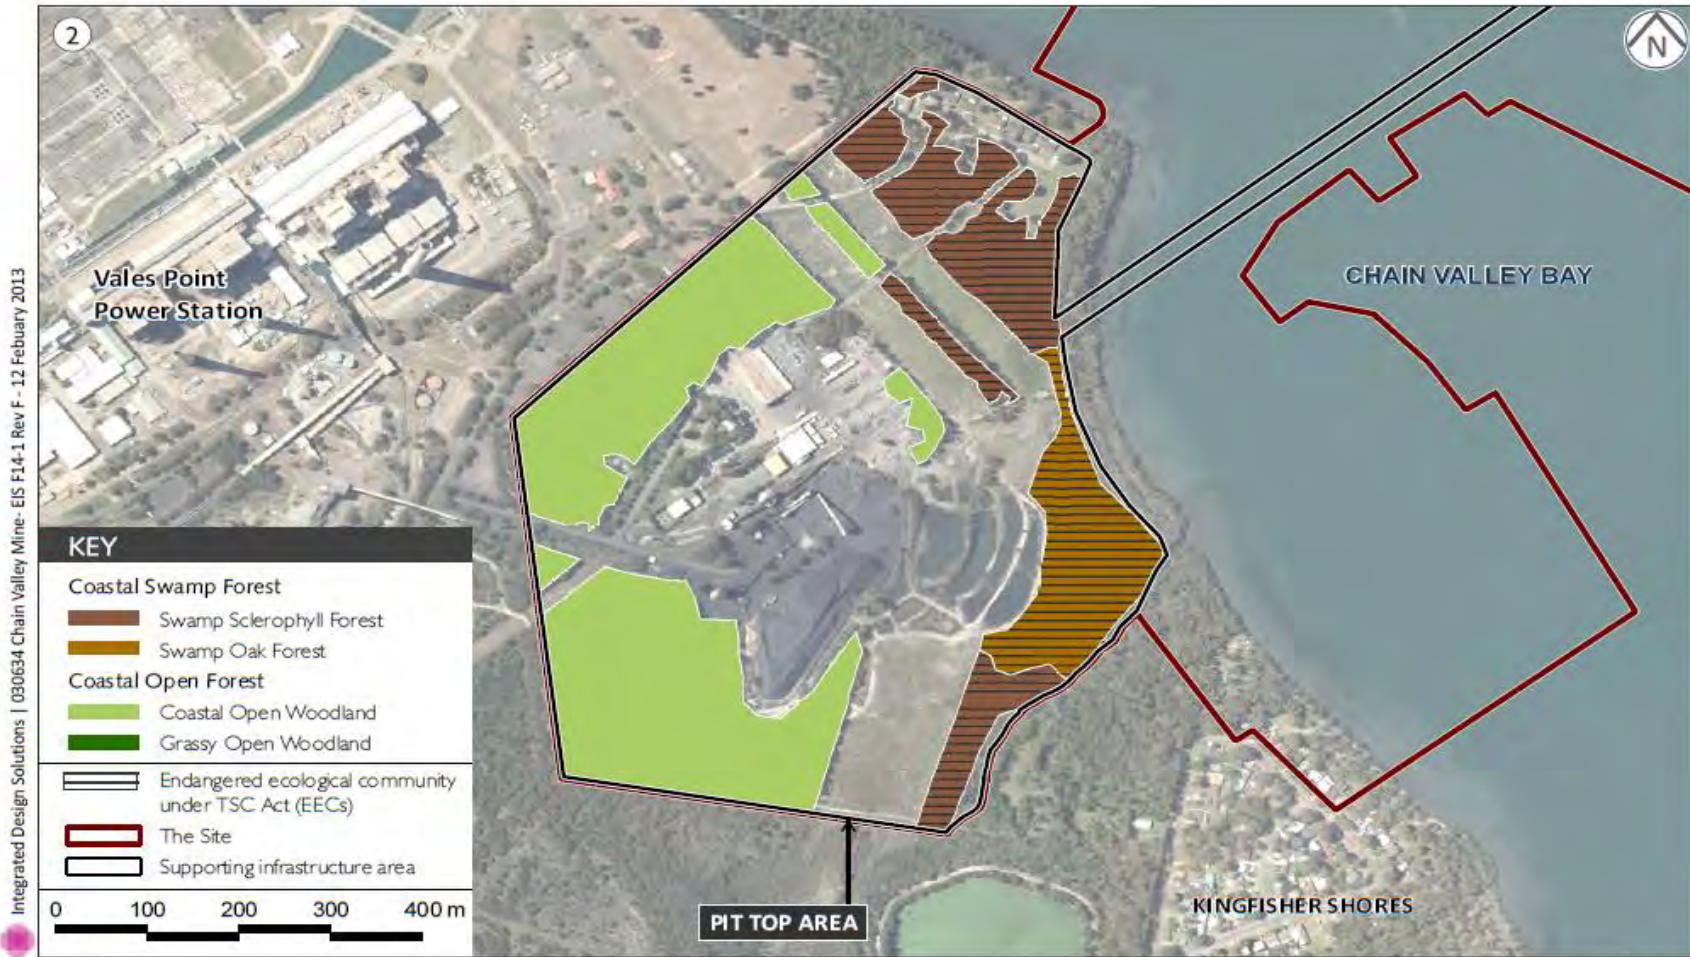 2
N
Vales Point
Power Station
CHAIN VALLEY BAY
KEY
Coastal Swamp Forest
Swamp Sclerophyll Forest
Swamp Oak Forest
Coastal Open Forest
Coastal Open Woodland
Grassy Open Woodland
Endangered ecological community
under TSC Act (EECs)
The Site
Supporting infrastructure area
0 100 200 300 400 m
PIT TOP AREA
KINGFISHER SHORES
Integrated Design Solutions | 030634 Chain Valley Mine- EIS F14-1 Rev F - 12 Febuary 2013